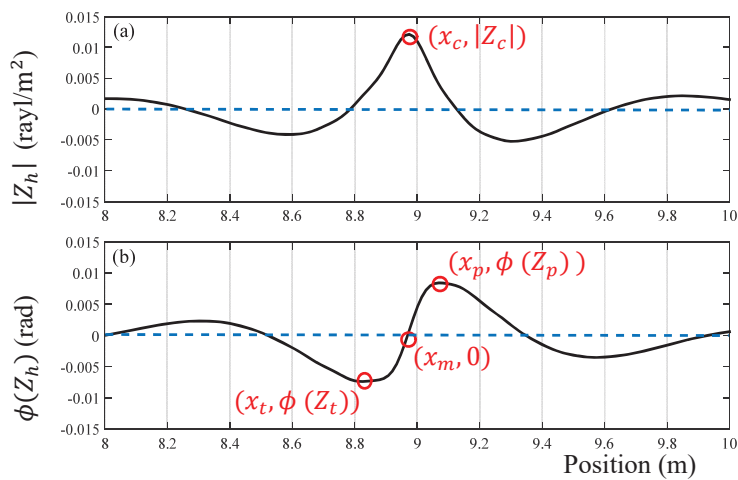 0.015
0.01
0.005
0
-0.005
-0.01
-0.015
|Z_h| (rayl/m²)
(a)
(x_c, |Z_c|)
8 8.2 8.4 8.6 8.8 9 9.2 9.4 9.6 9.8 10
0.015
0.01
0.005
0
-0.005
-0.01
-0.015
ϕ(Z_h) (rad)
(b)
(x_p, ϕ (Z_p) )
(x_m, 0)
(x_t, ϕ (Z_t))
8 8.2 8.4 8.6 8.8 9 9.2 9.4 9.6 9.8 10
Position (m)